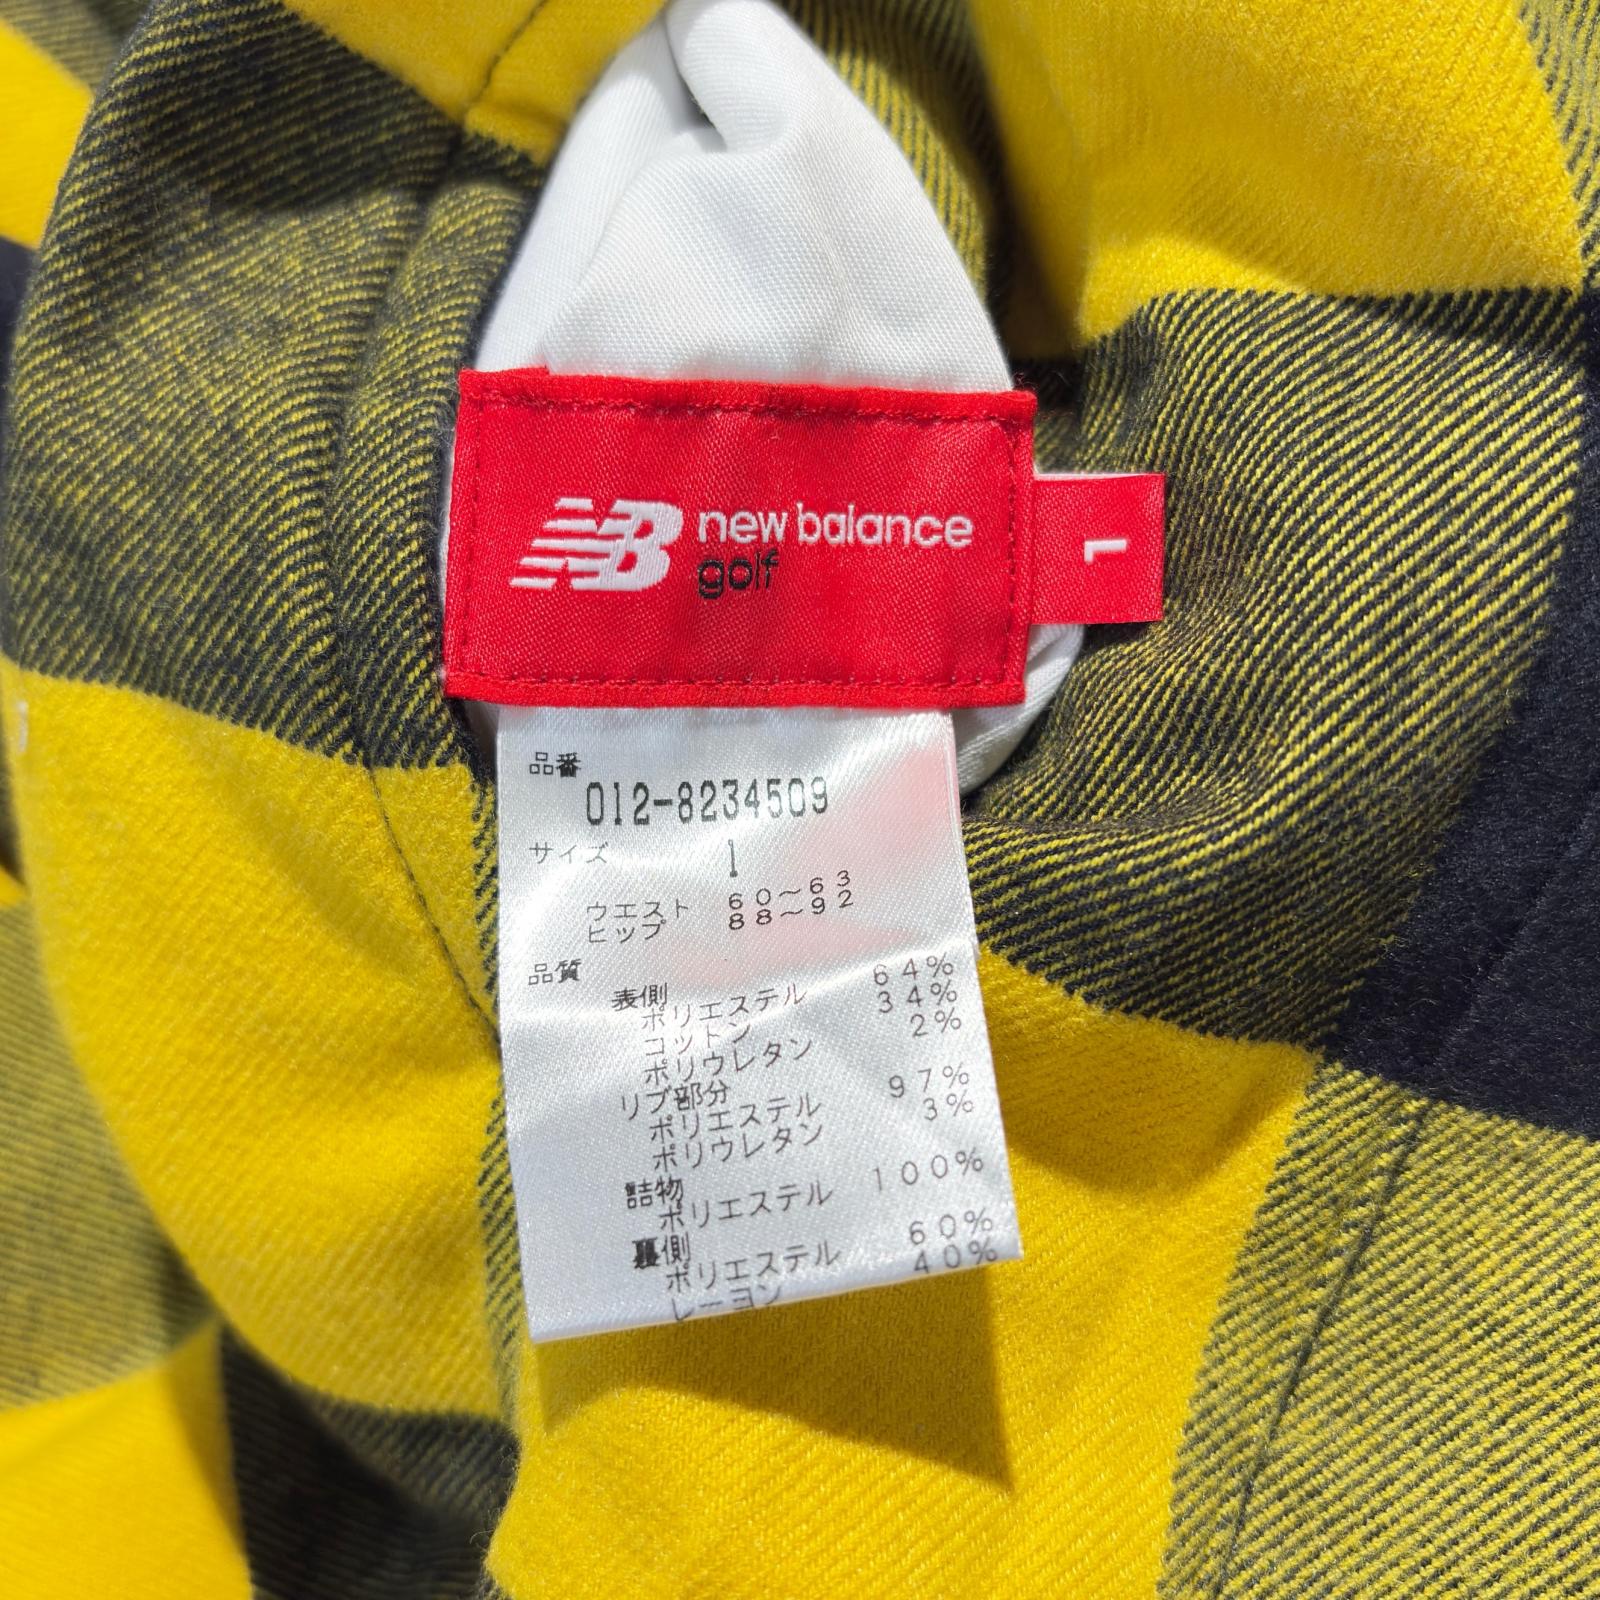 NB new balance
golf
1
品番
012-8234509
サイズ 1
ウエスト 60～63
ヒップ 88～92
品質
表側
ポリエステル 64%
コットン 34%
ポリウレタン 2%
リブ部分
ポリエステル 97%
ポリウレタン 3%
詰物
ポリエステル 100%
裏側
ポリエステル 60%
レーヨン 40%